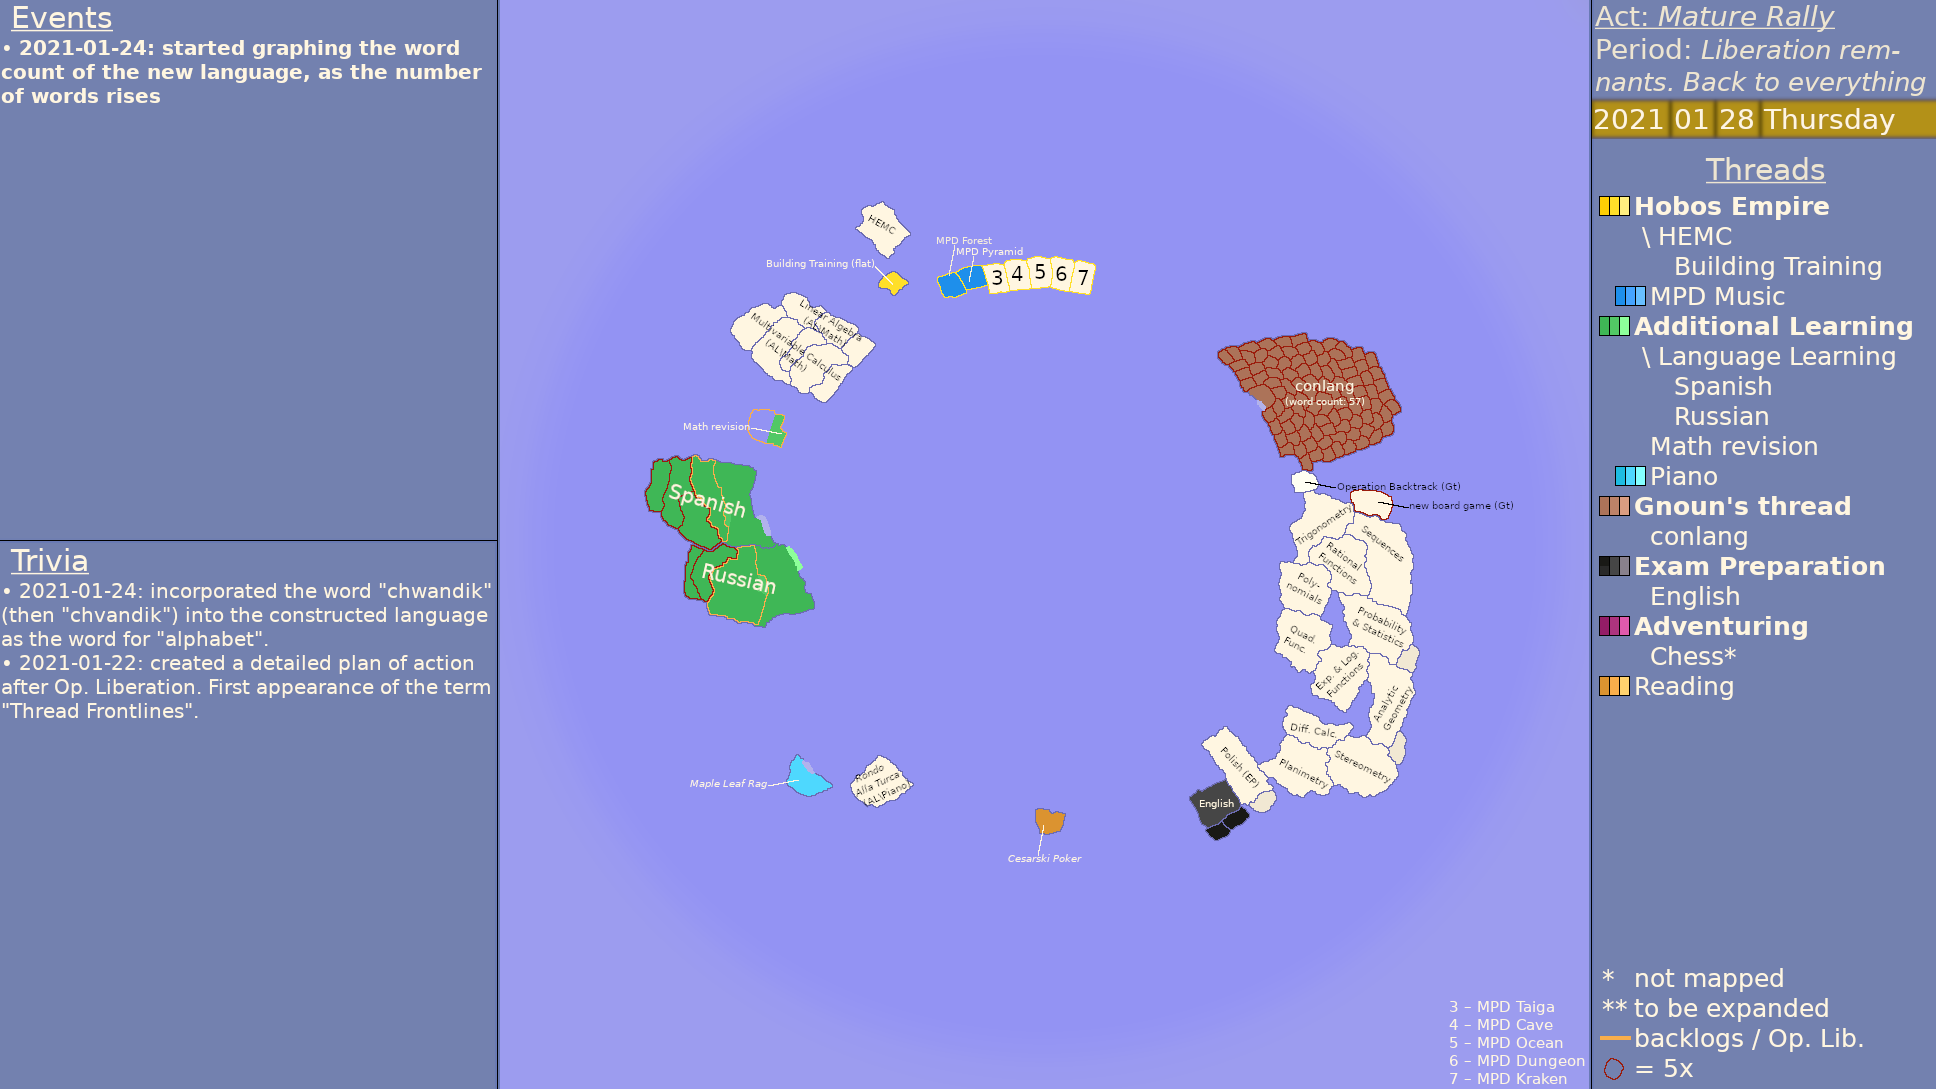 Events
• 2021-01-24: started graphing the word
count of the new language, as the number
of words rises
Trivia
• 2021-01-24: incorporated the word "chwandik"
(then "chvandik") into the constructed language
as the word for "alphabet".
• 2021-01-22: created a detailed plan of action
after Op. Liberation. First appearance of the term
"Thread Frontlines".
HEMC
MPD Forest
MPD Pyramid
Building Training (flat)
3 4 5 6 7
Linear Algebra
(AL\Math)
Multivariable Calculus
(AL\Math)
Math revision
Spanish
Russian
conlang
(word count: 57)
Operation Backtrack (Gt)
new board game (Gt)
Trigonometry
Sequences
Rational
Functions
Poly-
nomials
Probability
& Statistics
Quad.
Func.
Exp. & Log.
Functions
Analytic
Geometry
Diff. Calc.
Planimetry
Stereometry
Polish (EP)
English
Maple Leaf Rag
Rondo
Alla Turca
(AL\Piano)
Cesarski Poker
3 – MPD Taiga
4 – MPD Cave
5 – MPD Ocean
6 – MPD Dungeon
7 – MPD Kraken
Act: Mature Rally
Period: Liberation rem-
nants. Back to everything
2021 01 28 Thursday
Threads
Hobos Empire
\ HEMC
Building Training
MPD Music
Additional Learning
\ Language Learning
Spanish
Russian
Math revision
Piano
Gnoun's thread
conlang
Exam Preparation
English
Adventuring
Chess*
Reading
* not mapped
** to be expanded
backlogs / Op. Lib.
= 5x